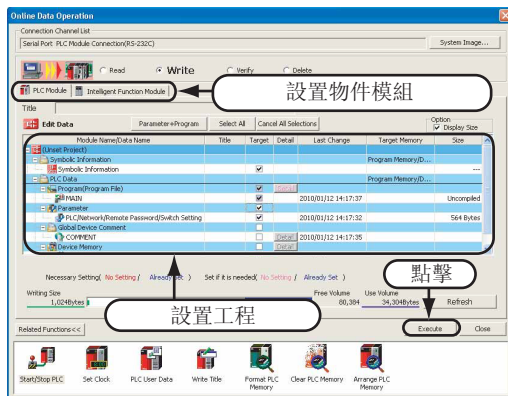 Online Data Operation
Connection Channel List
Serial Port PLC Module Connection(RS-232C)
System Image...
Read Write Verify Delete
PLC Module Intelligent Function Module
設置物件模組
Title
Edit Data Parameter+Program Select All Cancel All Selections
Option
Display Size
Module Name/Data Name Title Target Detail Last Change Target Memory Size
(Unset Project)
Symbolic Information Program Memory/D...
Symbolic Information ---
PLC Data Program Memory/D...
Program(Program File) Detail
MAIN 2010/01/12 14:17:37 Uncompiled
Parameter
PLC/Network/Remote Password/Switch Setting 2010/01/12 14:17:32 564 Bytes
Global Device Comment
COMMENT Detail 2010/01/12 14:17:35
Device Memory Detail
Necessary Setting( No Setting / Already Set ) Set if it is needed( No Setting / Already Set )
點擊
Writing Size Free Volume Use Volume
1,024Bytes 80,384 34,304Bytes Refresh
設置工程
Related Functions<< Execute Close
Start/Stop PLC Set Clock PLC User Data Write Title Format PLC Memory Clear PLC Memory Arrange PLC Memory